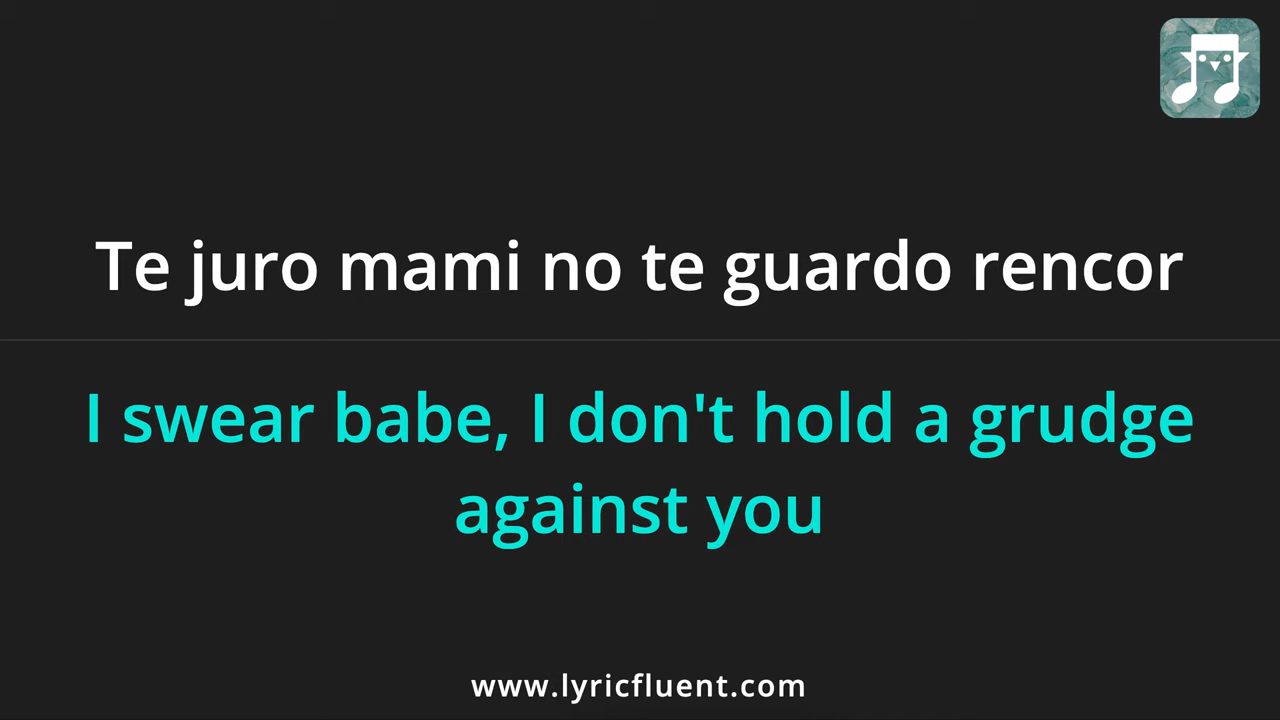 Te juro mami no te guardo rencor
I swear babe, I don't hold a grudge
against you
www.lyricfluent.com